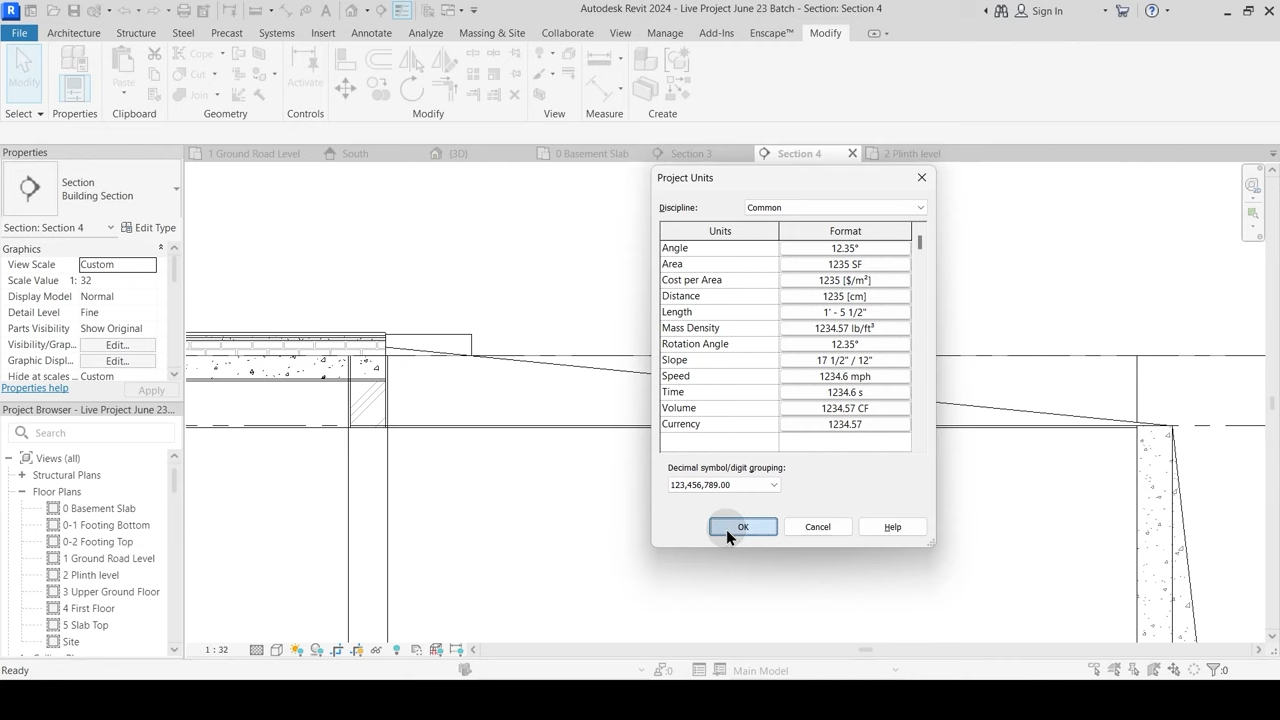 Autodesk Revit 2024 - Live Project June 23 Batch - Section: Section 4
Sign In
File Architecture Structure Steel Precast Systems Insert Annotate Analyze Massing & Site Collaborate View Manage Add-Ins Enscape™ Modify
Modify
Paste
Cope
Cut
Join
Activate
Select Properties Clipboard Geometry Controls Modify View Measure Create
Properties
1 Ground Road Level South {3D} 0 Basement Slab Section 3 Section 4 2 Plinth level
Section
Building Section
Section: Section 4 Edit Type
Graphics
View Scale Custom
Scale Value 1: 32
Display Model Normal
Detail Level Fine
Parts Visibility Show Original
Visibility/Grap... Edit...
Graphic Displ... Edit...
Hide at scales ... Custom
Properties help Apply
Project Browser - Live Project June 23...
Search
Views (all)
Structural Plans
Floor Plans
0 Basement Slab
0-1 Footing Bottom
0-2 Footing Top
1 Ground Road Level
2 Plinth level
3 Upper Ground Floor
4 First Floor
5 Slab Top
Site
Project Units
Discipline: Common
Units Format
Angle 12.35°
Area 1235 SF
Cost per Area 1235 [$/m²]
Distance 1235 [cm]
Length 1' - 5 1/2"
Mass Density 1234.57 lb/ft³
Rotation Angle 12.35°
Slope 17 1/2" / 12"
Speed 1234.6 mph
Time 1234.6 s
Volume 1234.57 CF
Currency 1234.57
Decimal symbol/digit grouping:
123,456,789.00
OK Cancel Help
1 : 32
Ready
:0 Main Model :0